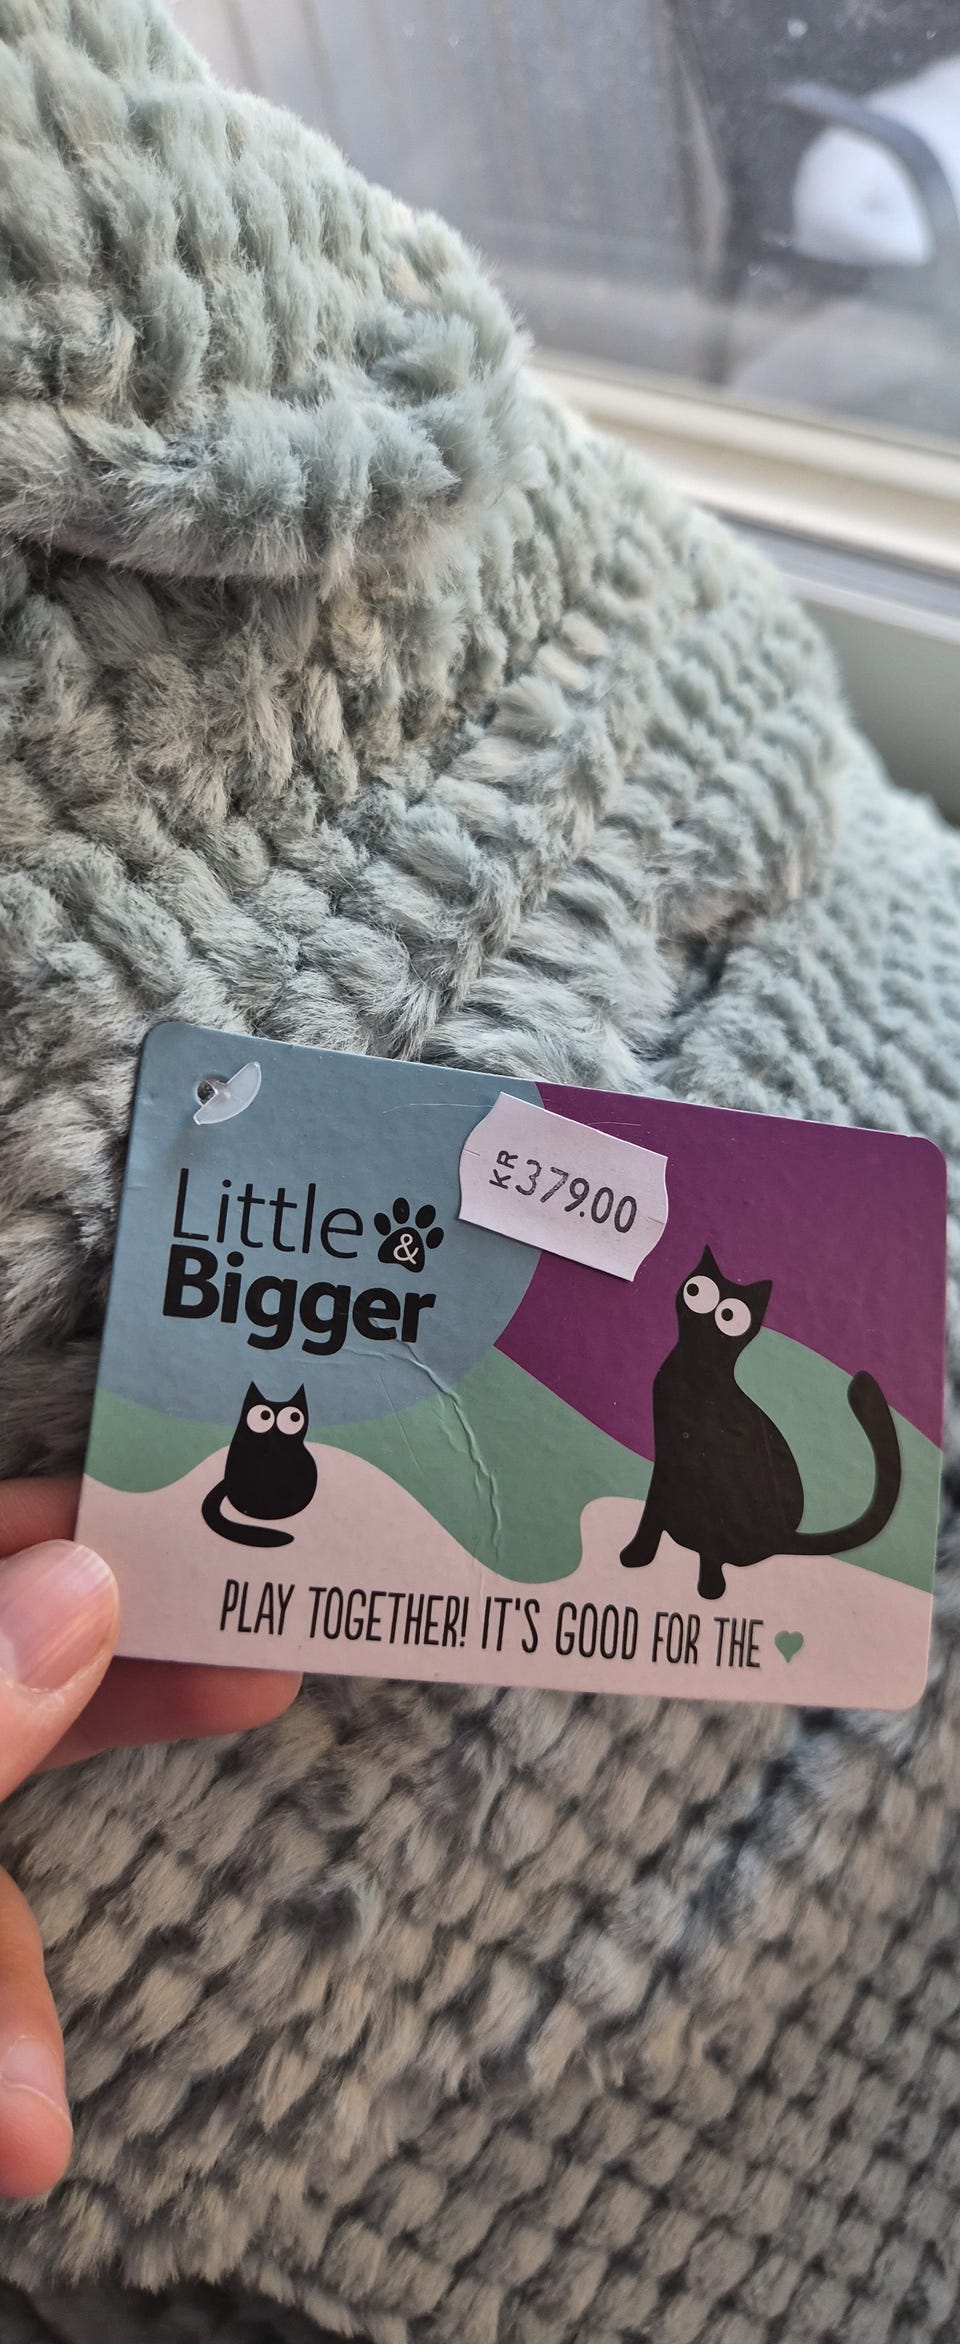 KR 379.00
Little &
Bigger
PLAY TOGETHER! IT'S GOOD FOR THE